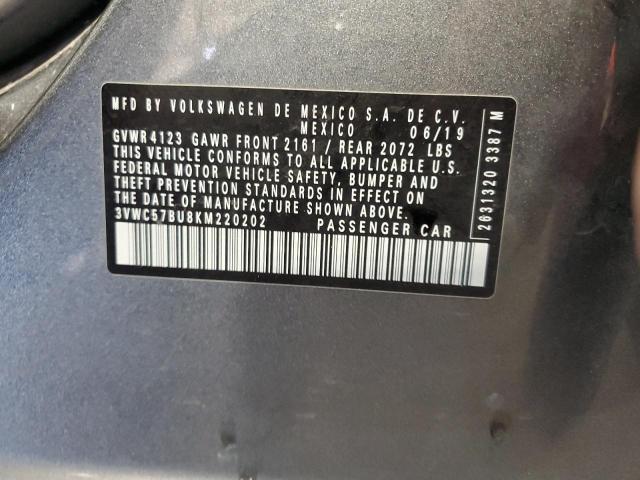 MFD BY VOLKSWAGEN DE MEXICO S.A. DE C.V.
MEXICO 06/19
GVWR4123 GAWR FRONT 2161 / REAR 2072 LBS
THIS VEHICLE CONFORMS TO ALL APPLICABLE U.S.
FEDERAL MOTOR VEHICLE SAFETY, BUMPER AND
THEFT PREVENTION STANDARDS IN EFFECT ON
THE DATE OF MANUFACTURE SHOWN ABOVE.
3VWC57BU8KM220202 PASSENGER CAR
2631320 3387 M